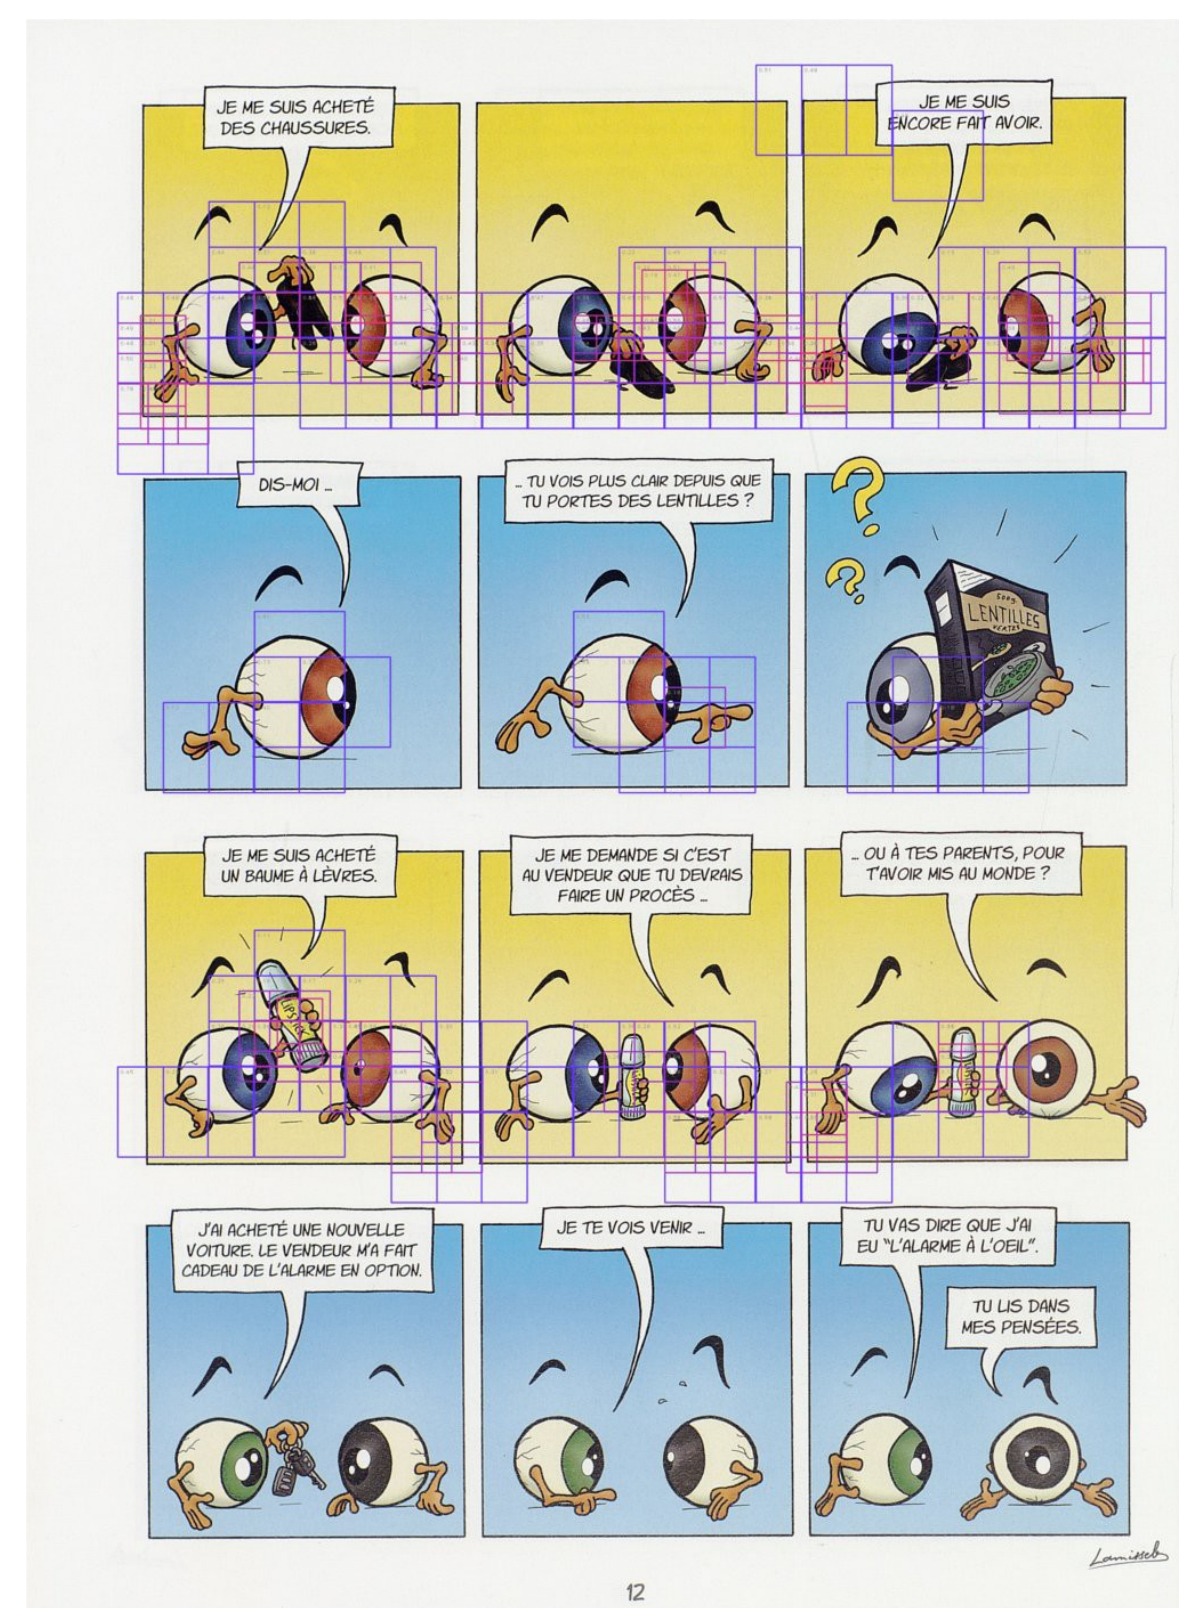 JE ME SUIS ACHETÉ
DES CHAUSSURES.
JE ME SUIS
ENCORE FAIT AVOIR.
DIS-MOI ...
... TU VOIS PLUS CLAIR DEPUIS QUE
TU PORTES DES LENTILLES ?
?
?
500g
LENTILLES
VERTES
JE ME SUIS ACHETÉ
UN BAUME À LÈVRES.
LIPSTICK
JE ME DEMANDE SI C'EST
AU VENDEUR QUE TU DEVRAIS
FAIRE UN PROCÈS ...
... OU À TES PARENTS, POUR
T'AVOIR MIS AU MONDE ?
J'AI ACHETÉ UNE NOUVELLE
VOITURE. LE VENDEUR M'A FAIT
CADEAU DE L'ALARME EN OPTION.
JE TE VOIS VENIR ...
TU VAS DIRE QUE J'AI
EU "L'ALARME À L'OEIL".
TU LIS DANS
MES PENSÉES.
12